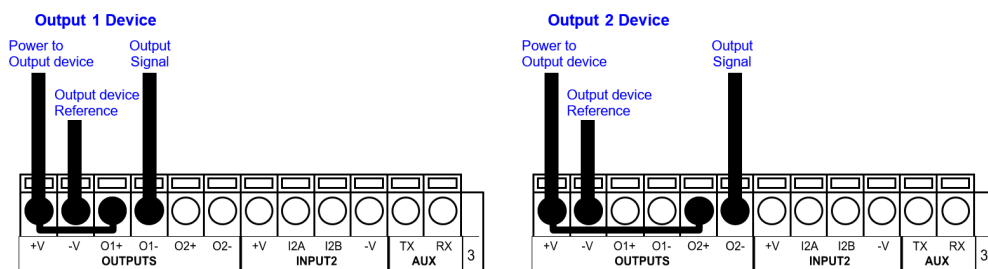 Output 1 Device
Power to
Output device
Output
Signal
Output device
Reference
+V -V O1+ O1- O2+ O2- +V I2A I2B -V TX RX
OUTPUTS INPUT2 AUX 3
Output 2 Device
Power to
Output device
Output
Signal
Output device
Reference
+V -V O1+ O1- O2+ O2- +V I2A I2B -V TX RX
OUTPUTS INPUT2 AUX 3